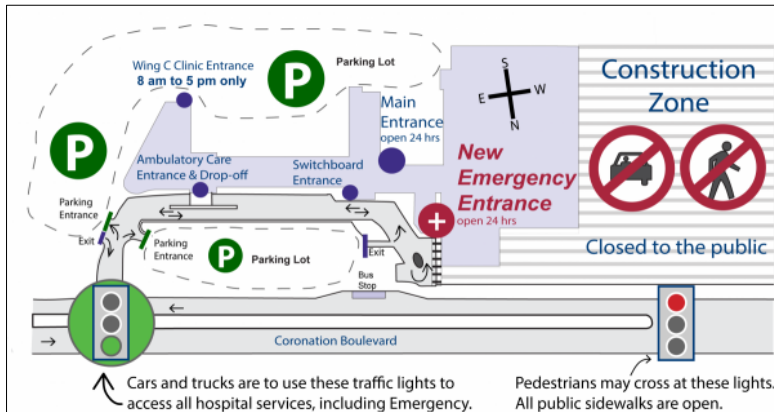 Wing C Clinic Entrance
8 am to 5 pm only
P
Parking Lot
Main
Entrance
open 24 hrs
S
E
W
N
Construction
Zone
P
Ambulatory Care
Entrance & Drop-off
Switchboard
Entrance
New
Emergency
Entrance
open 24 hrs
Parking
Entrance
Exit
Parking
Entrance
P
Parking Lot
Exit
Bus
Stop
Closed to the public
Coronation Boulevard
Cars and trucks are to use these traffic lights to
access all hospital services, including Emergency.
Pedestrians may cross at these lights.
All public sidewalks are open.